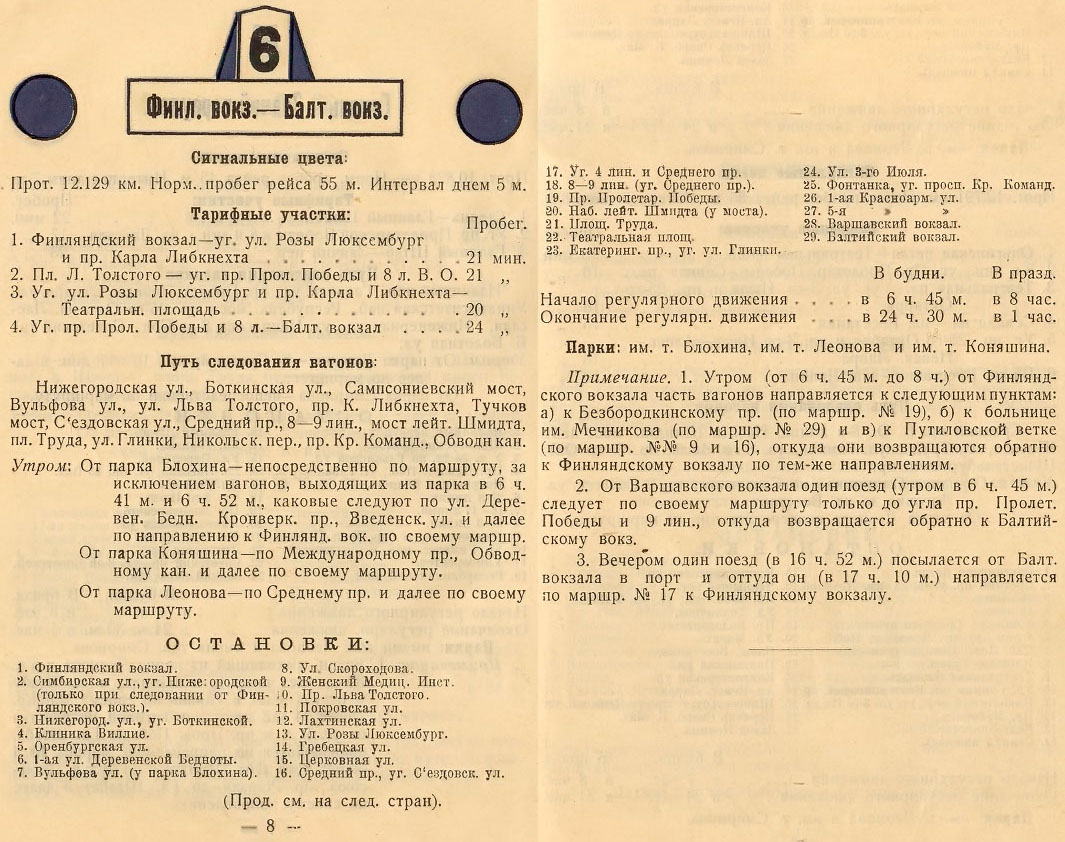 6
Финл. вокз.—Балт. вокз.
Сигнальные цвета:
Прот. 12.129 км. Норм. пробег рейса 55 м. Интервал днем 5 м.
Тарифные участки:
Пробег.
1. Финляндский вокзал—уг. ул. Розы Люксембург
и пр. Карла Либкнехта . . . . . . . . . . . 21 мин.
2. Пл. Л. Толстого — уг. пр. Прол. Победы и 8 л. В. О. 21 „
3. Уг. ул. Розы Люксембург и пр. Карла Либкнехта—
Театральн. площадь . . . . . . . . . . . . . 20 „
4. Уг. пр. Прол. Победы и 8 л.—Балт. вокзал . . . 24 „
Путь следования вагонов:
Нижегородская ул., Боткинская ул., Сампсониевский мост,
Вульфова ул., ул. Льва Толстого, пр. К. Либкнехта, Тучков
мост, С'ездовская ул., Средний пр., 8—9 лин., мост лейт. Шмидта,
пл. Труда, ул. Глинки, Никольск. пер., пр. Кр. Команд., Обводн кан.
Утром: От парка Блохина—непосредственно по маршруту, за
исключением вагонов, выходящих из парка в 6 ч.
41 м. и 6 ч. 52 м., каковые следуют по ул. Дере-
вен. Бедн. Кронверк. пр., Введенск. ул. и далее
по направлению к Финлянд. вок. по своему маршр.
От парка Коняшина—по Международному пр., Обвод-
ному кан. и далее по своему маршруту.
От парка Леонова—по Среднему пр. и далее по своему
маршруту.
ОСТАНОВКИ:
1. Финляндский вокзал.
2. Симбирская ул., уг. Нижегородской
(только при следовании от Фин-
ляндского вокз.).
3. Нижегород. ул., уг. Боткинской.
4. Клиника Виллие.
5. Оренбургская ул.
6. 1-ая ул. Деревенской Бедноты.
7. Вульфова ул. (у парка Блохина).
8. Ул. Скороходова.
9. Женский Медиц. Инст.
10. Пр. Льва Толстого.
11. Покровская ул.
12. Лахтинская ул.
13. Ул. Розы Люксембург.
14. Гребецкая ул.
15. Церковная ул.
16. Средний пр., уг. С'ездовск. ул.
(Прод. см. на след. стран).
— 8 —
17. Уг. 4 лин. и Среднего пр.
18. 8—9 лин. (уг. Среднего пр.).
19. Пр. Пролетар. Победы.
20. Наб. лейт. Шмидта (у моста).
21. Площ. Труда.
22. Театральная площ.
23. Екатеринг. пр., уг. ул. Глинки.
24. Ул. 3-го Июля.
25. Фонтанка, уг. просп. Кр. Команд.
26. 1-ая Красноарм. ул.
27. 5-я » »
28. Варшавский вокзал.
29. Балтийский вокзал.
В будни. В празд.
Начало регулярного движения . . . . в 6 ч. 45 м. в 8 час.
Окончание регулярн. движения . . . . в 24 ч. 30 м. в 1 час.
Парки: им. т. Блохина, им. т. Леонова и им. т. Коняшина.
Примечание. 1. Утром (от 6 ч. 45 м. до 8 ч.) от Финлянд-
ского вокзала часть вагонов направляется к следующим пунктам:
а) к Безбородкинскому пр. (по маршр. № 19), б) к больнице
им. Мечникова (по маршр. № 29) и в) к Путиловской ветке
(по маршр. №№ 9 и 16), откуда они возвращаются обратно
к Финляндскому вокзалу по тем-же направлениям.
2. От Варшавского вокзала один поезд (утром в 6 ч. 45 м.)
следует по своему маршруту только до угла пр. Пролет.
Победы и 9 лин., откуда возвращается обратно к Балтий-
скому вокз.
3. Вечером один поезд (в 16 ч. 52 м.) посылается от Балт.
вокзала в порт и оттуда он (в 17 ч. 10 м.) направляется
по маршр. № 17 к Финляндскому вокзалу.